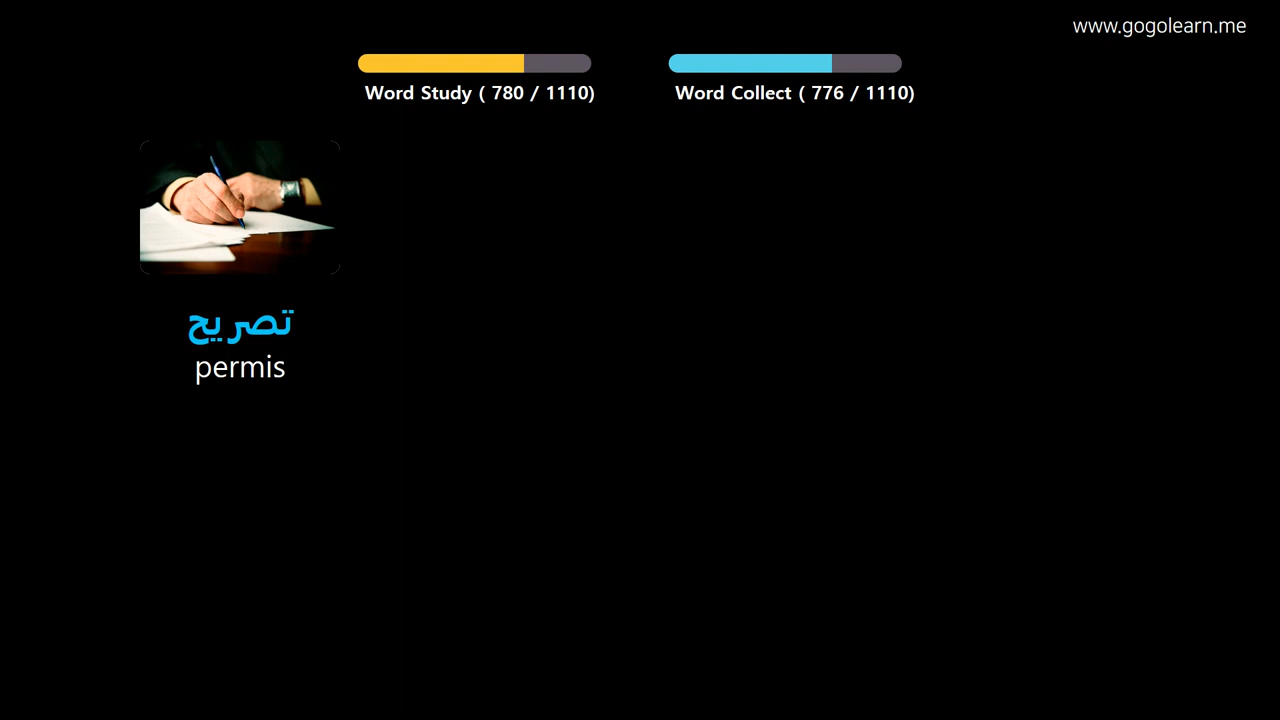 www.gogolearn.me
Word Study ( 780 / 1110)
Word Collect ( 776 / 1110)
تصريح
permis